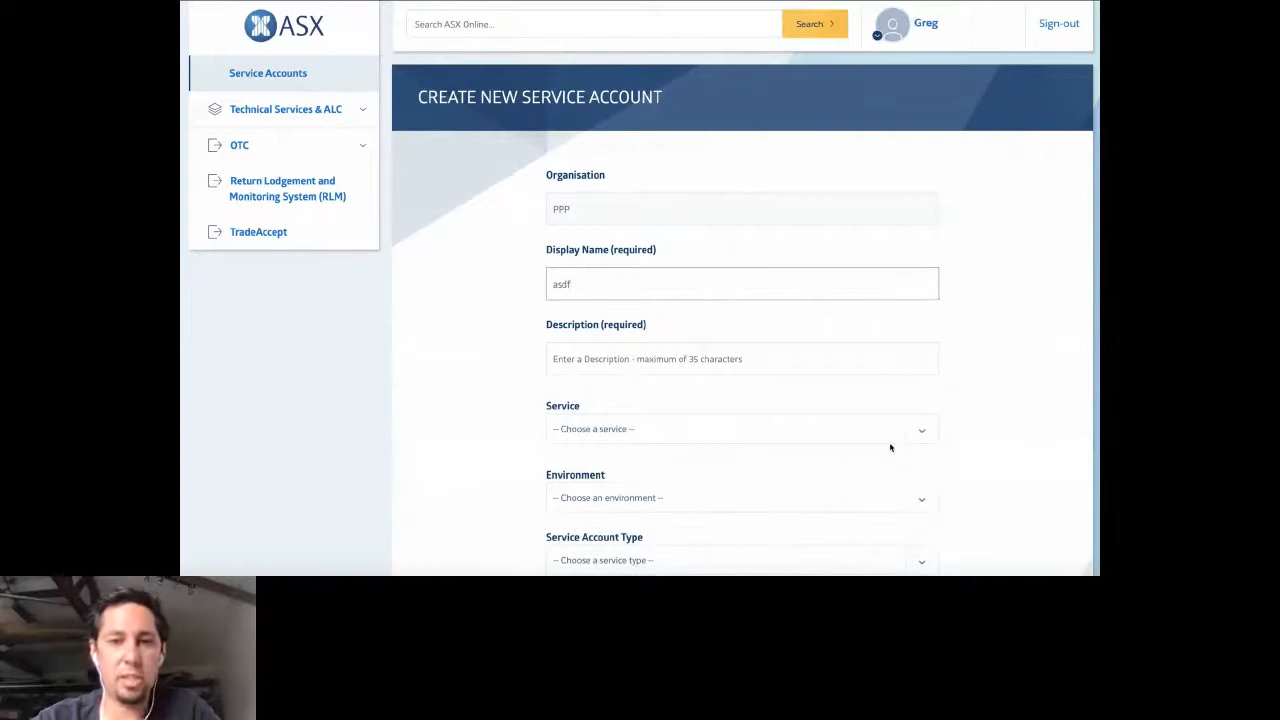 ASX
Search ASX Online...
Search
Greg
Sign-out
Service Accounts
Technical Services & ALC
OTC
Return Lodgement and
Monitoring System (RLM)
TradeAccept
CREATE NEW SERVICE ACCOUNT
Organisation
PPP
Display Name (required)
asdf
Description (required)
Enter a Description - maximum of 35 characters
Service
-- Choose a service --
Environment
-- Choose an environment --
Service Account Type
-- Choose a service type --